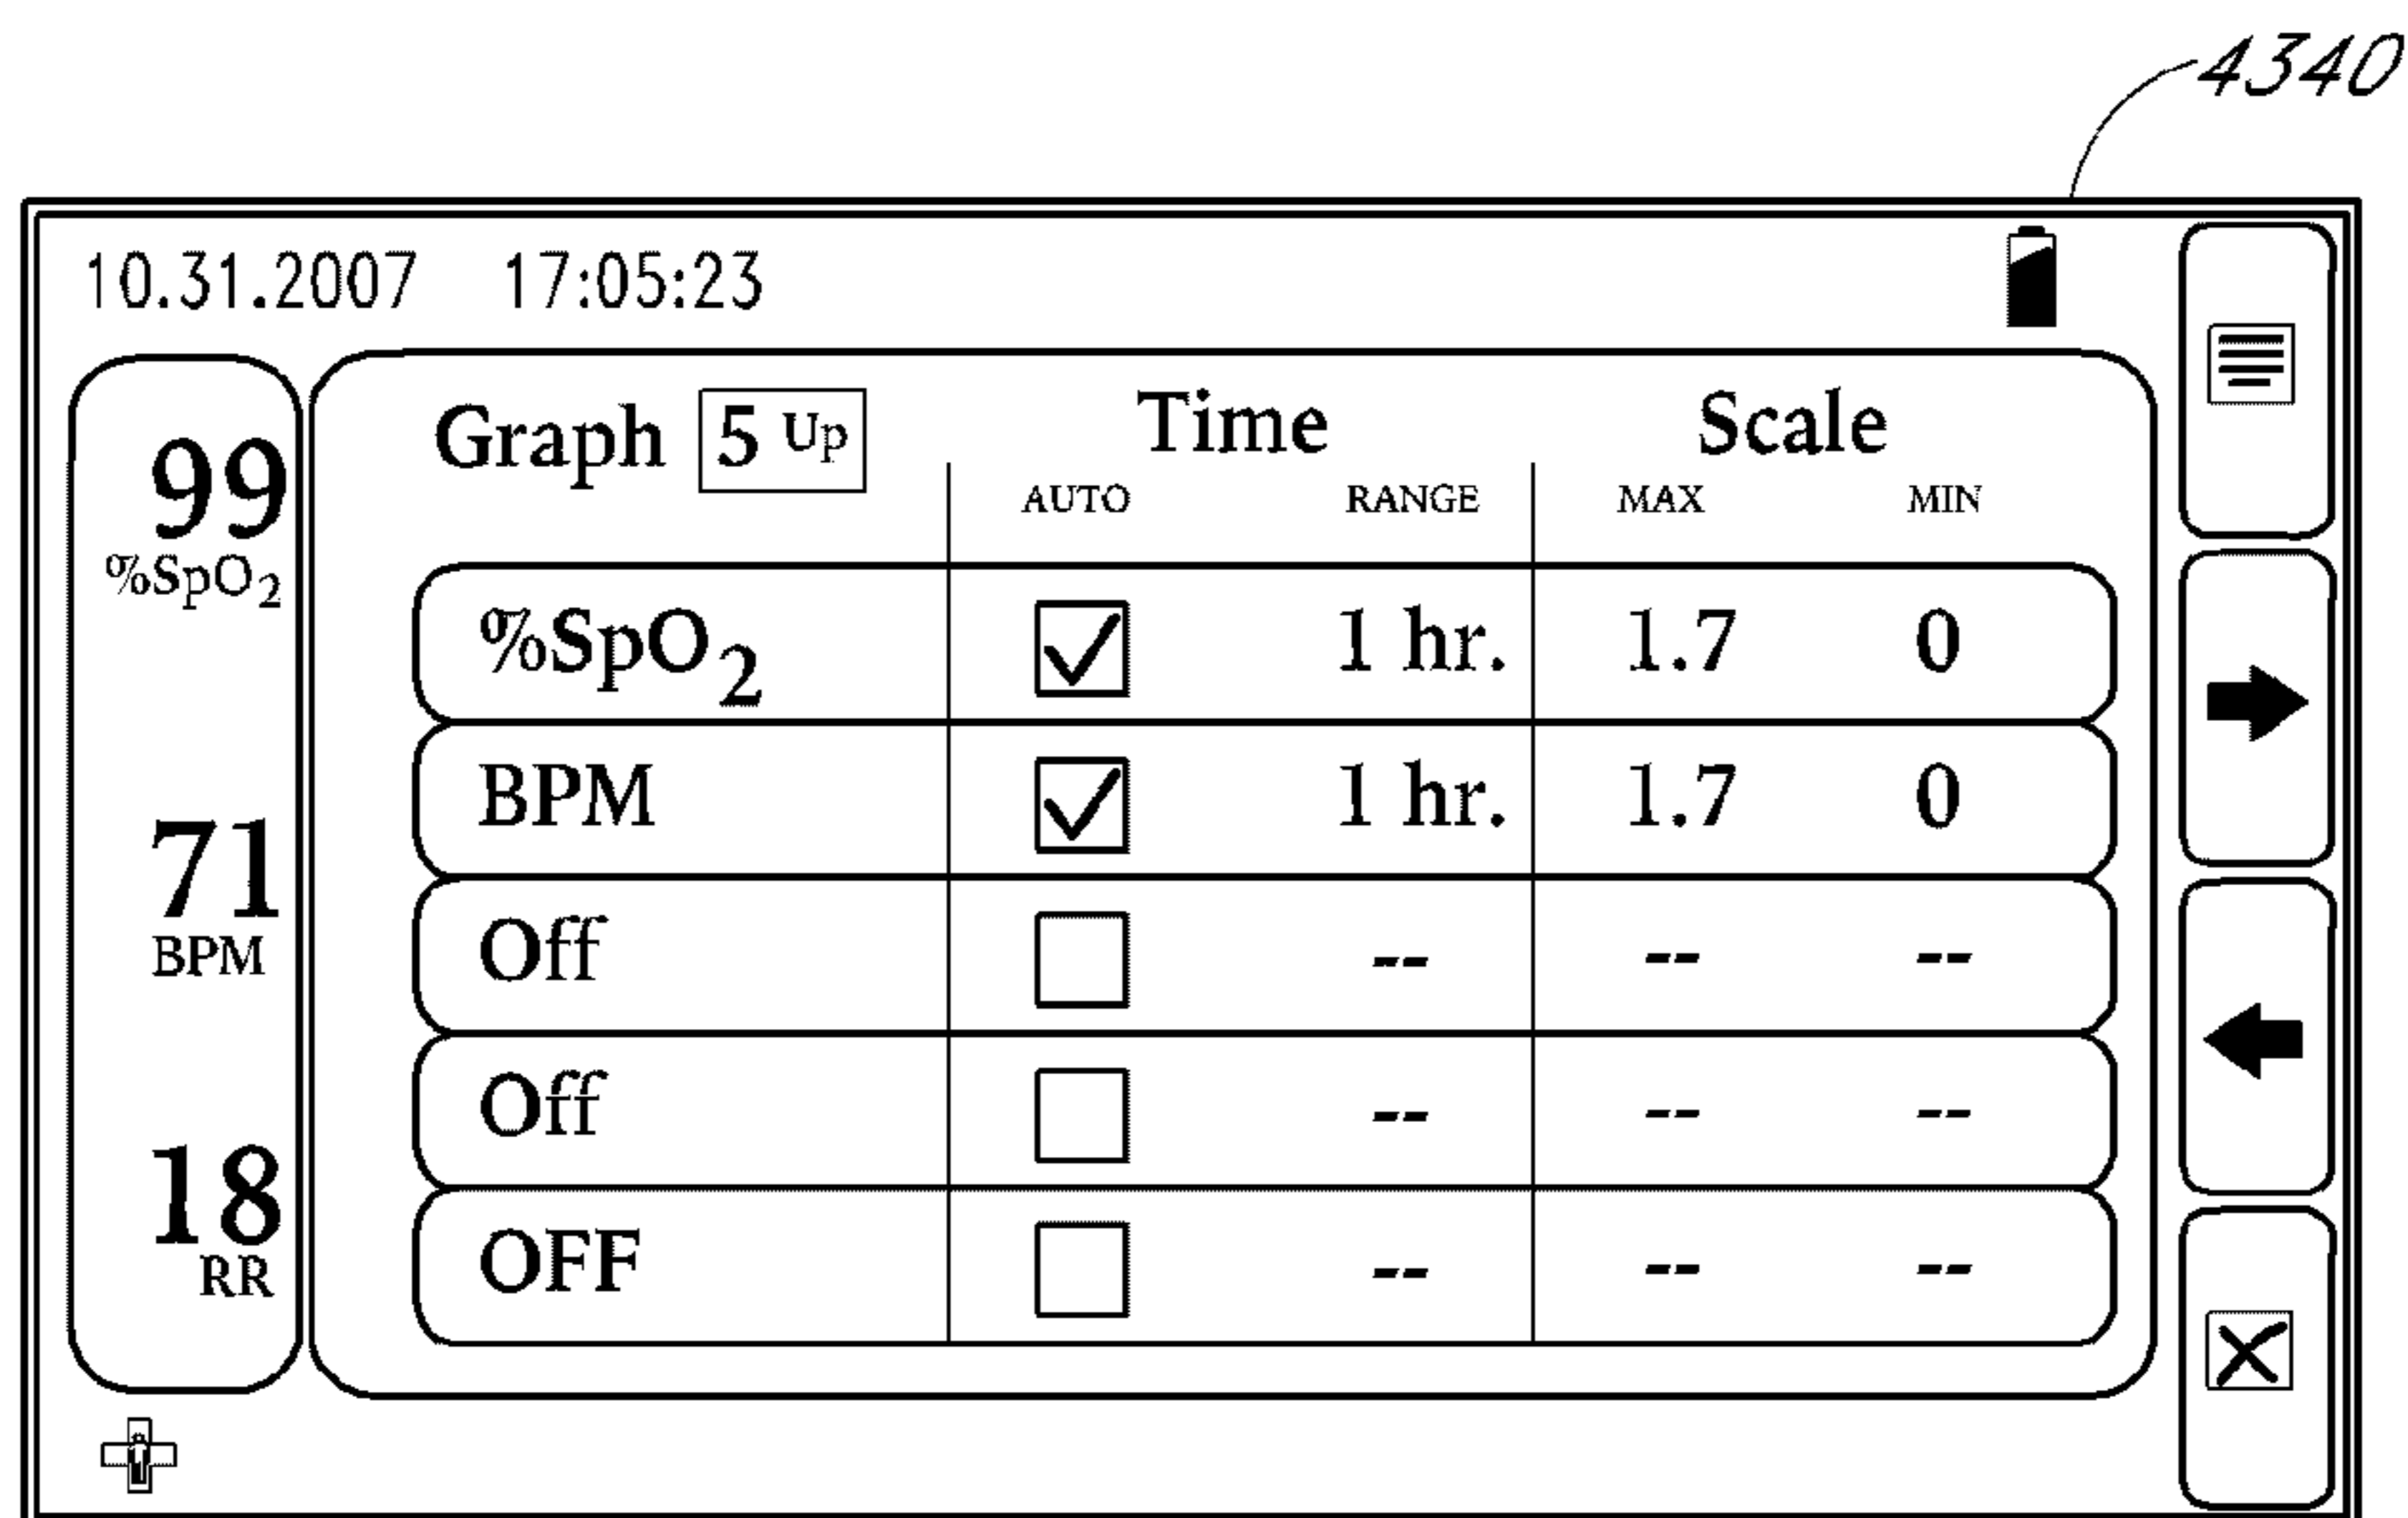 4340
10.31.2007 17:05:23
99
%SpO2
71
BPM
18
RR
Graph 5 Up Time Scale
AUTO RANGE MAX MIN
%SpO2 1 hr. 1.7 0
BPM 1 hr. 1.7 0
Off -- -- --
Off -- -- --
OFF -- -- --